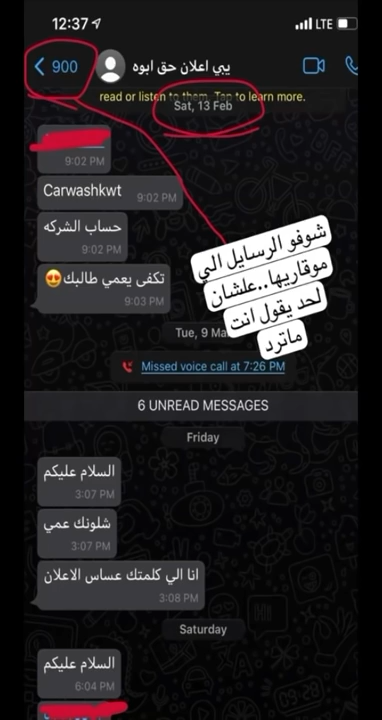 12:37
LTE
900
يبي اعلان حق ابوه
read or listen to them. Tap to learn more.
Sat, 13 Feb
9:02 PM
Carwashkwt
9:02 PM
حساب الشركه
9:02 PM
تكفى يعمي طالبك😍
9:03 PM
شوفو الرسايل الي
موقاريها..علشان
لحد يقول انت
ماترد
Tue, 9 Ma
Missed voice call at 7:26 PM
6 UNREAD MESSAGES
Friday
السلام عليكم
3:07 PM
شلونك عمي
3:07 PM
انا الي كلمتك عساس الاعلان
3:08 PM
Saturday
السلام عليكم
6:04 PM